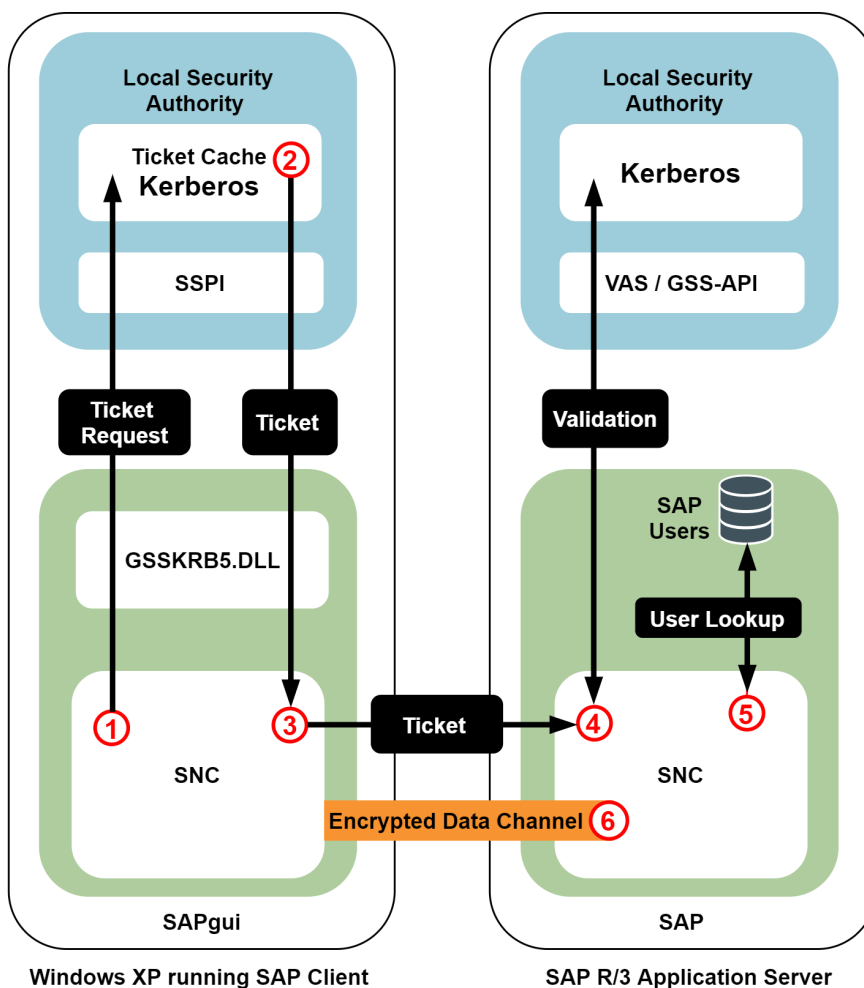 Local Security
Authority
Ticket Cache
2
Kerberos
SSPI
Ticket
Request
Ticket
GSSKRB5.DLL
1
3
SNC
SAPgui
Windows XP running SAP Client
Ticket
Encrypted Data Channel
6
Local Security
Authority
Kerberos
VAS / GSS-API
Validation
SAP
Users
User Lookup
4
5
SNC
SAP
SAP R/3 Application Server